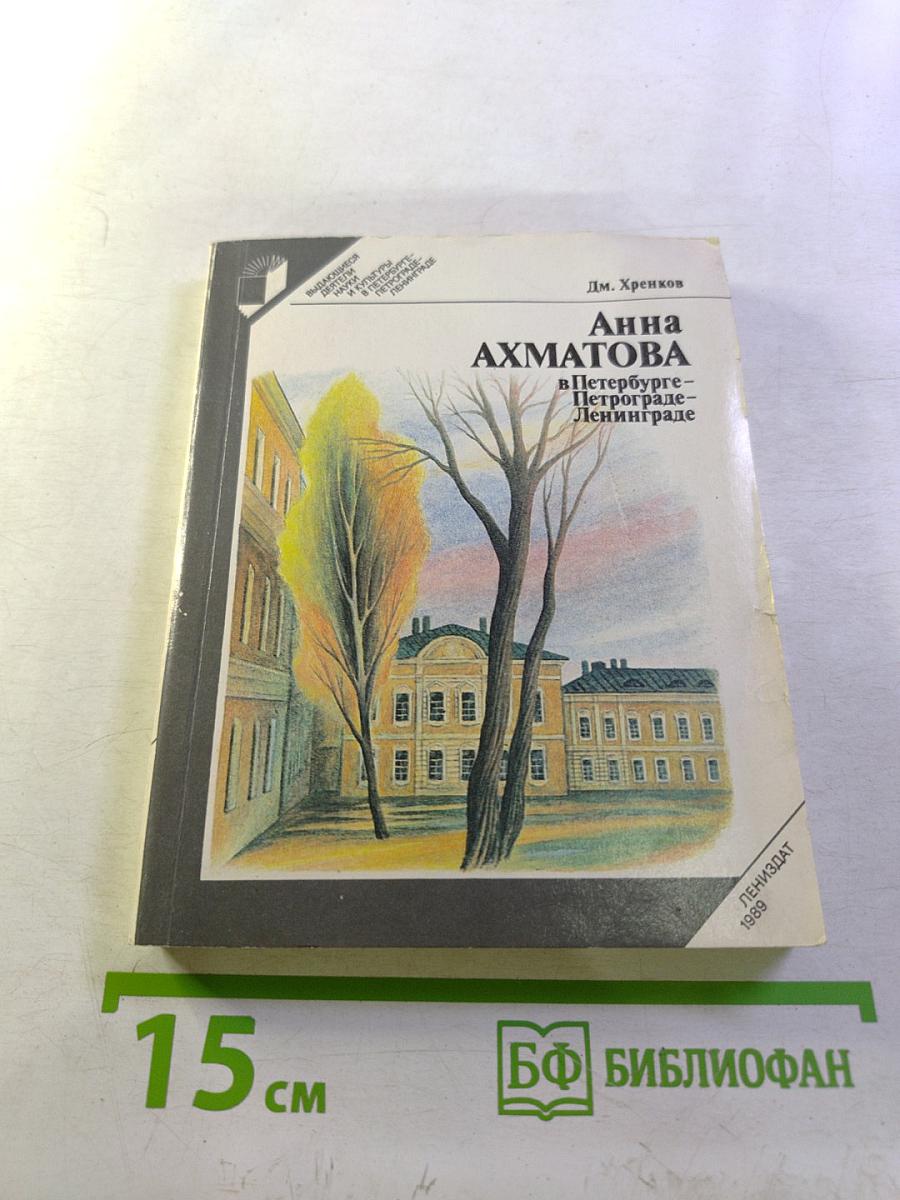 ВЫДАЮЩИЕСЯ
ДЕЯТЕЛИ
НАУКИ
И КУЛЬТУРЫ
В ПЕТЕРБУРГЕ–
ПЕТРОГРАДЕ–
ЛЕНИНГРАДЕ
Дм. Хренков
Анна
АХМАТОВА
в Петербурге–
Петрограде–
Ленинграде
ЛЕНИЗДАТ
1989
15 см
БФ БИБЛИОФАН